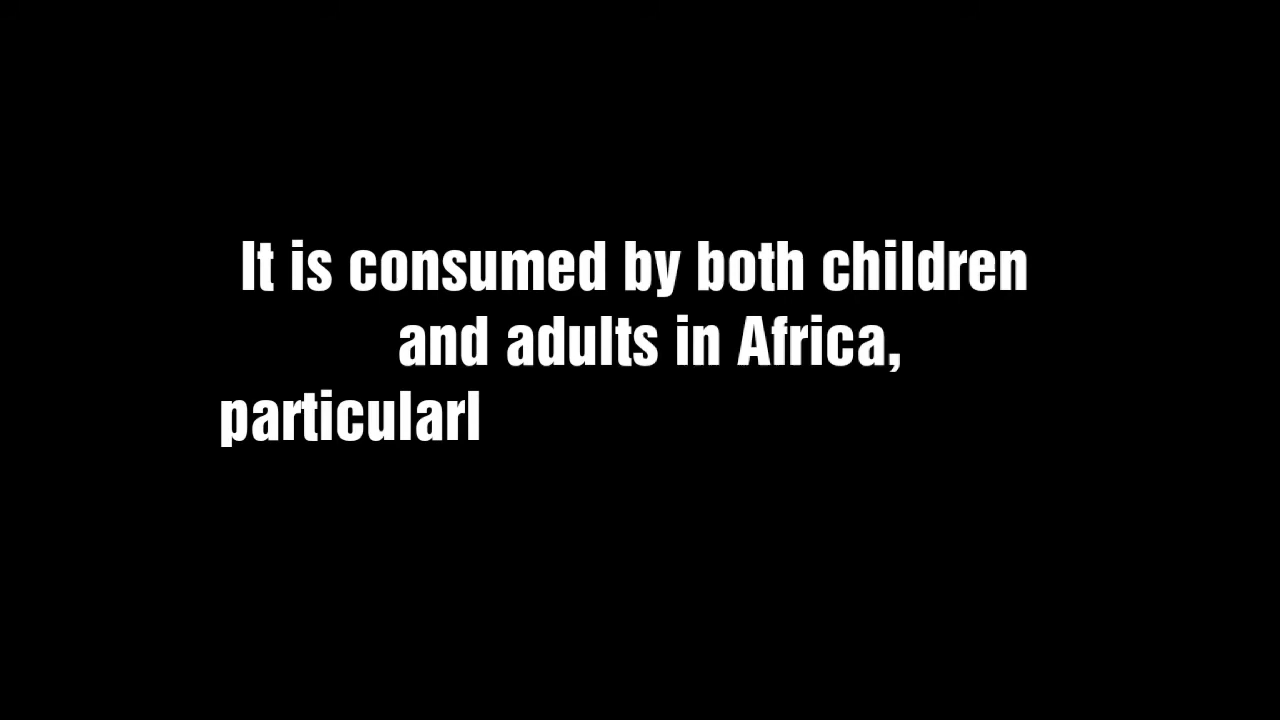 It is consumed by both children
and adults in Africa,
particularl